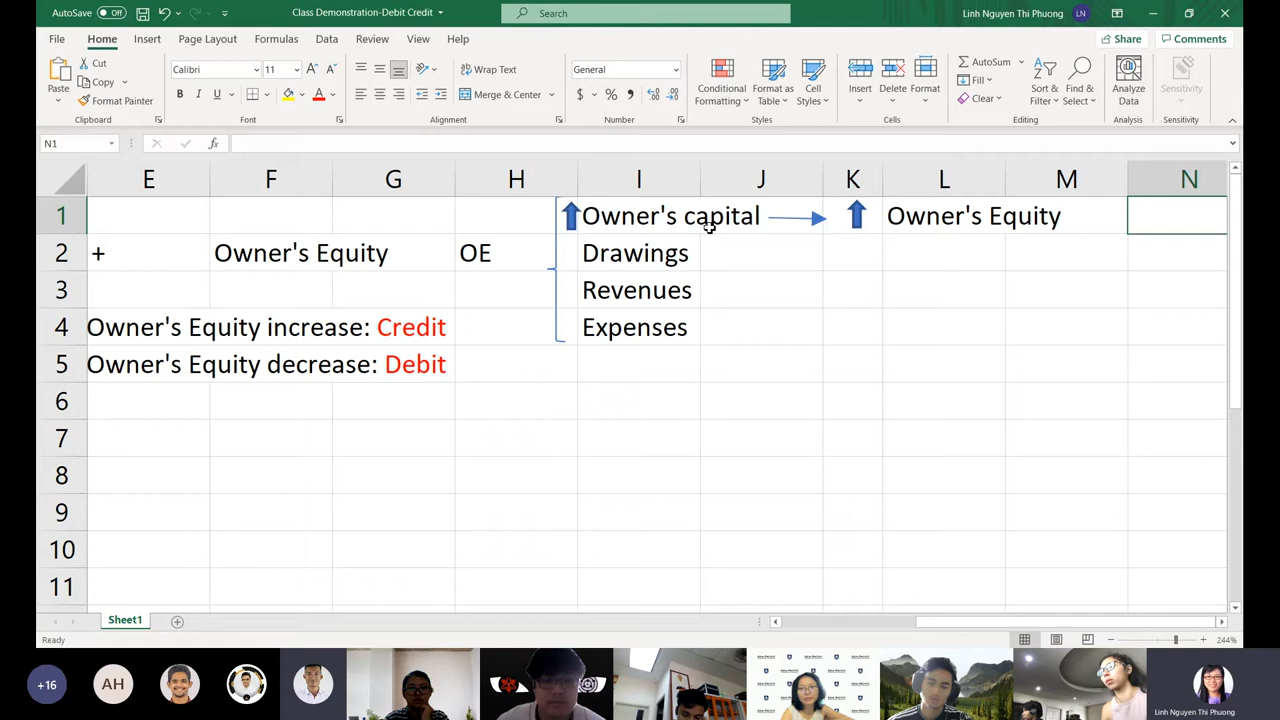 AutoSave Off Class Demonstration-Debit Credit Search Linh Nguyen Thi Phuong LN
File Home Insert Page Layout Formulas Data Review View Help Share Comments
Paste Cut Copy Format Painter Clipboard
Calibri 11 A A B I U A Font
Wrap Text Merge & Center Alignment
General $ % , Number
Conditional Formatting Format as Table Cell Styles Styles
Insert Delete Format Cells
AutoSum Fill Clear Sort & Filter Find & Select Editing
Analyze Data Analysis
Sensitivity Sensitivity
N1 fx
E F G H I J K L M N
1 Owner's capital Owner's Equity
2 + Owner's Equity OE Drawings
3 Revenues
4 Owner's Equity increase: Credit Expenses
5 Owner's Equity decrease: Debit
6
7
8
9
10
11
Sheet1
Ready 244%
+16 AH Linh Nguyen Thi Phuong